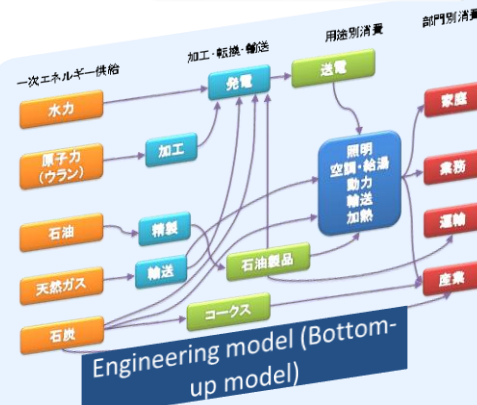 一次エネルギー供給
加工・転換・輸送
用途別消費
部門別消費
水力
原子力
(ウラン)
石油
天然ガス
石炭
発電
加工
精製
輸送
送電
石油製品
コークス
照明
空調・給湯
動力
輸送
加熱
家庭
業務
運輸
産業
Engineering model (Bottom-
up model)